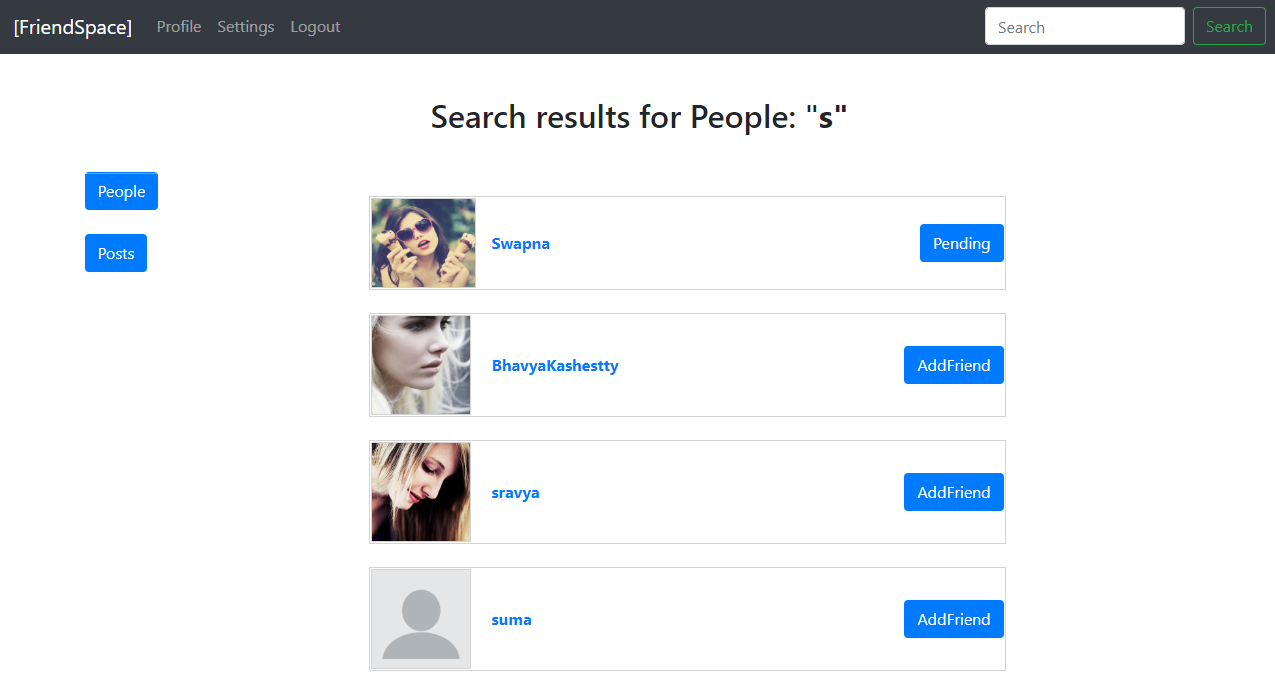 [FriendSpace] Profile Settings Logout Search Search
Search results for People: "s"
People
Posts
Swapna Pending
BhavyaKashestty AddFriend
sravya AddFriend
suma AddFriend